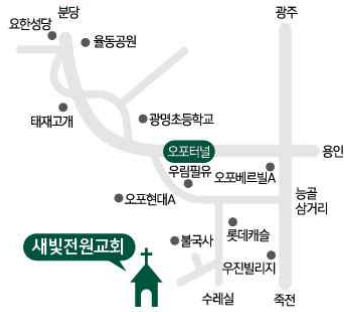 분당
광주
요한성당
율동공원
태재고개
광명초등학교
오포터널
용인
우림필유
오포베르빌A
능골
삼거리
오포현대A
불국사
롯데캐슬
새빛전원교회
우진빌리지
수레실
죽전